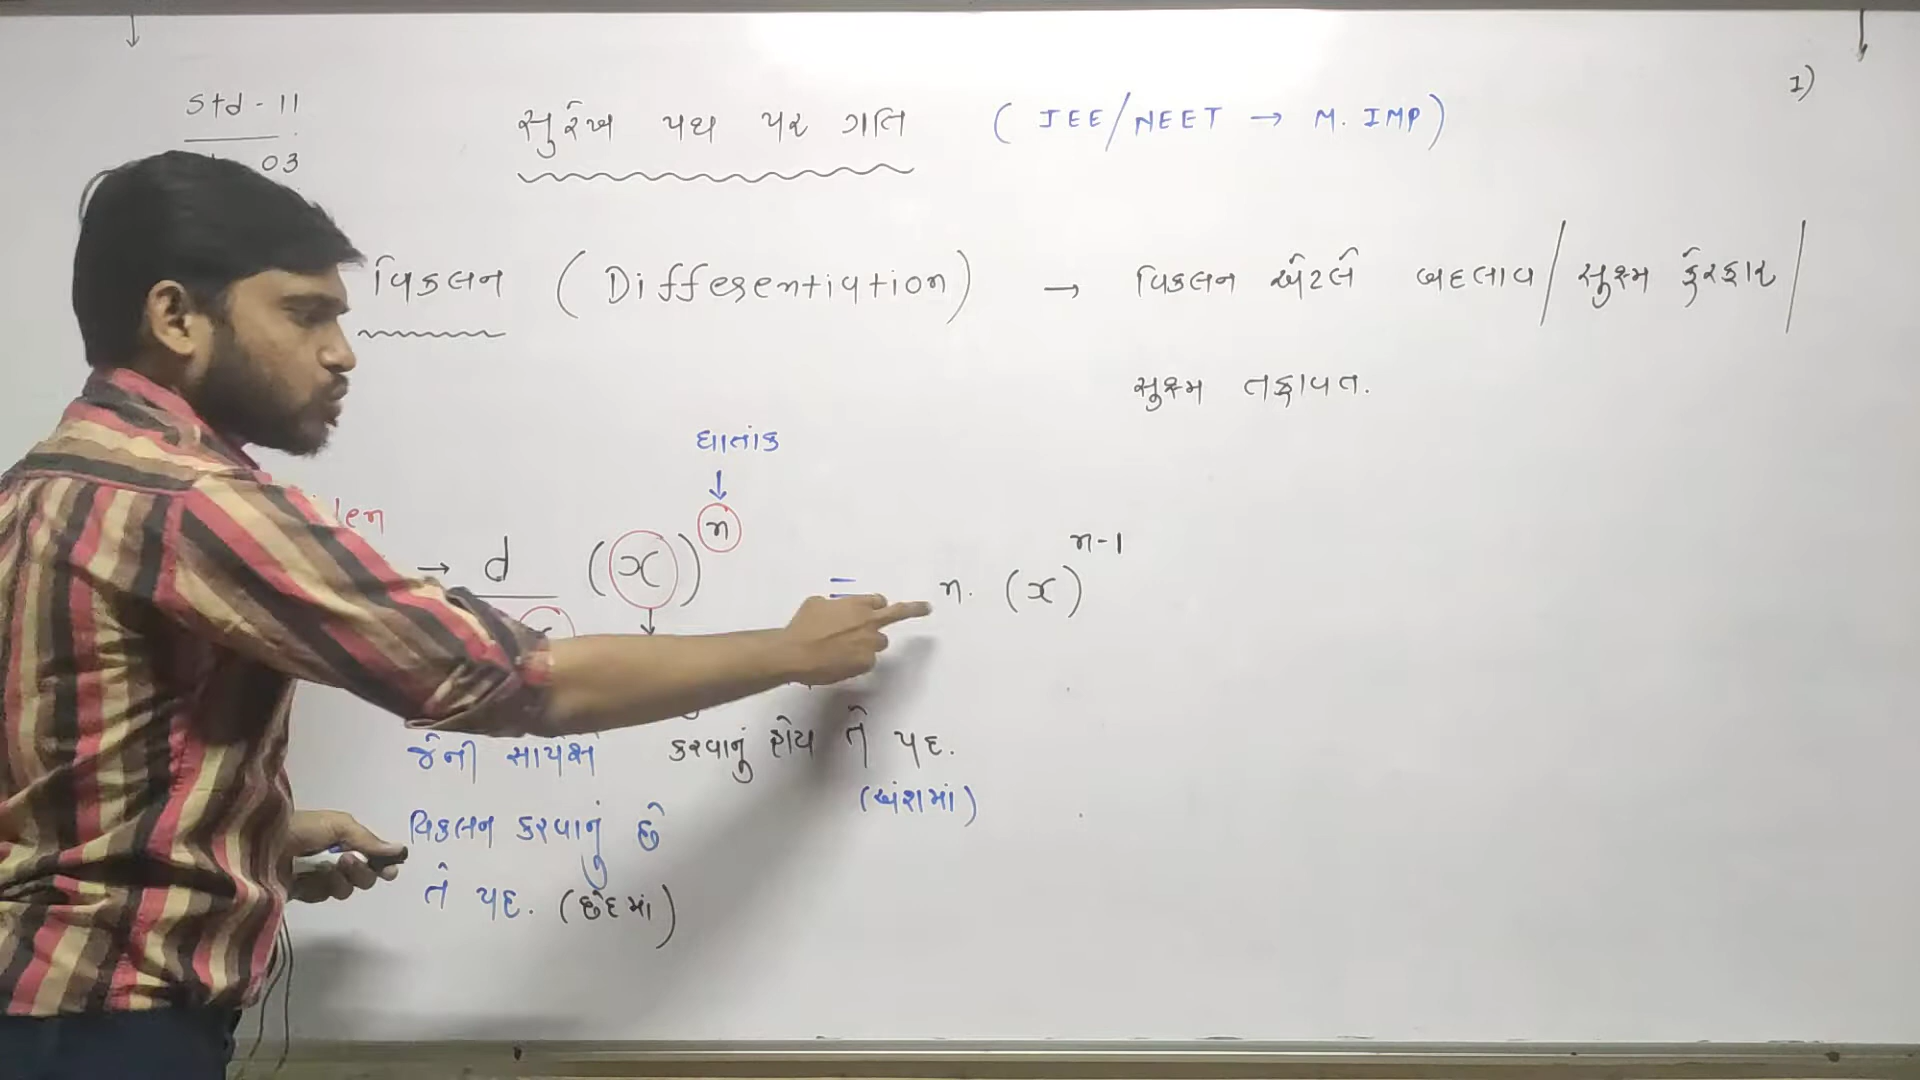 Std - 11
03
સુરેખ પથ પર ગતિ ( JEE/NEET → M. IMP)
1)
વિકલન ( Differentiation) → વિકલન એટલે બદલાવ / સુક્ષ્મ ફેરફાર /
સુક્ષ્મ તફાવત.
ઘાતાંક
↓
→ d (x)^n = n. (x)^n-1
જેની સાપેક્ષે
વિકલન કરવાનું છે
તે પદ. (છેદમાં)
કરવાનું હોય તે પદ.
(અંશમાં)